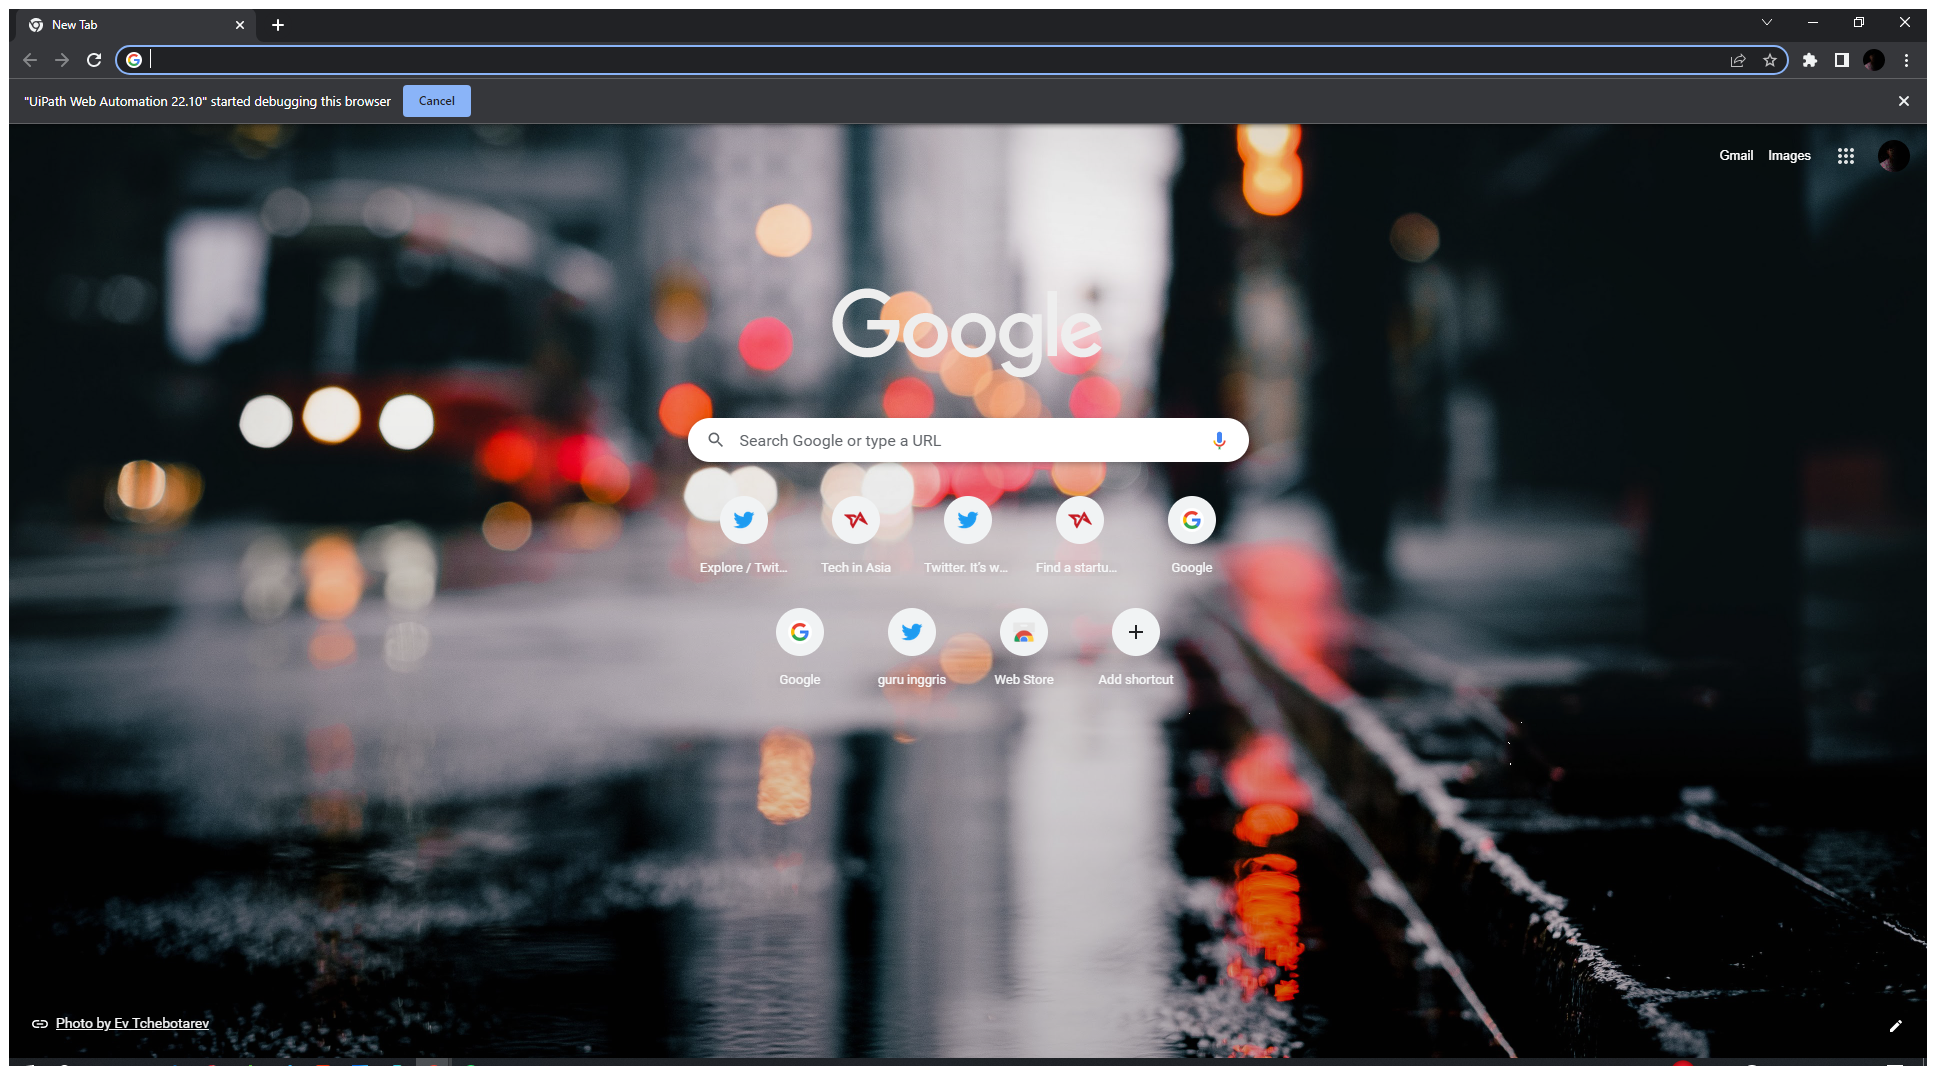 New Tab
"UiPath Web Automation 22.10" started debugging this browser
Cancel
Gmail
Images
Google
Search Google or type a URL
Explore / Twit...
Tech in Asia
Twitter. It's w...
Find a startu...
Google
Google
guru inggris
Web Store
Add shortcut
Photo by Ev Tchebotarev